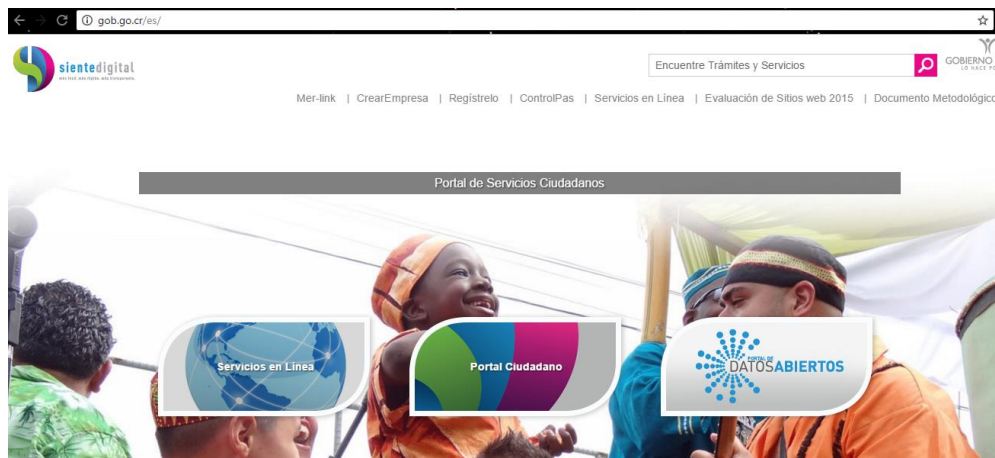 gob.go.cr/es/
sientedigital
Encuentre Trámites y Servicios
GOBIERNO
Mer-link | CrearEmpresa | Regístrelo | ControlPas | Servicios en Línea | Evaluación de Sitios web 2015 | Documento Metodológico
Portal de Servicios Ciudadanos
Servicios en Línea
Portal Ciudadano
PORTAL DE
DATOSABIERTOS